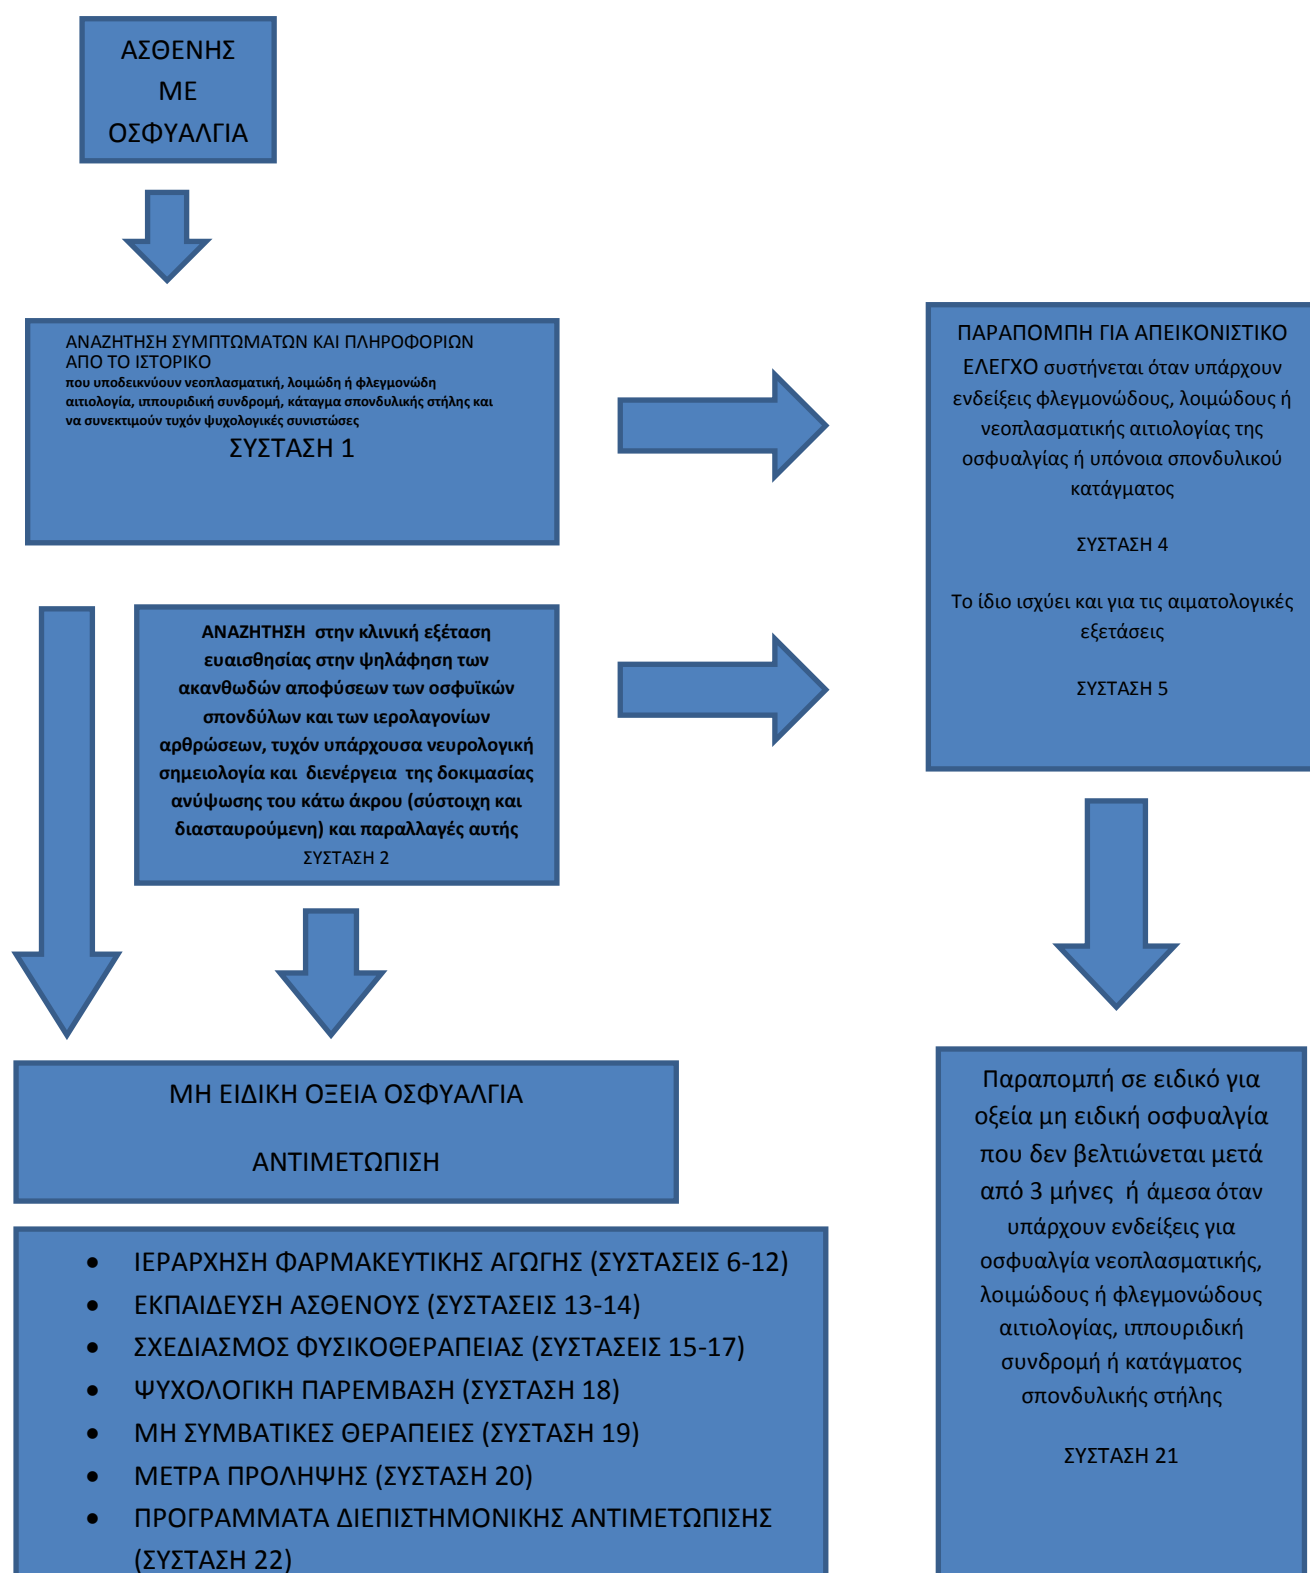 ΑΣΘΕΝΗΣ
ΜΕ
ΟΣΦΥΑΛΓΙΑ
ΑΝΑΖΗΤΗΣΗ ΣΥΜΠΤΩΜΑΤΩΝ ΚΑΙ ΠΛΗΡΟΦΟΡΙΩΝ
ΑΠΟ ΤΟ ΙΣΤΟΡΙΚΟ
που υποδεικνύουν νεοπλασματική, λοιμώδη ή φλεγμονώδη
αιτιολογία, ιππουριδική συνδρομή, κάταγμα σπονδυλικής στήλης και
να συνεκτιμούν τυχόν ψυχολογικές συνιστώσες
ΣΥΣΤΑΣΗ 1
ΠΑΡΑΠΟΜΠΗ ΓΙΑ ΑΠΕΙΚΟΝΙΣΤΙΚΟ
ΕΛΕΓΧΟ συστήνεται όταν υπάρχουν
ενδείξεις φλεγμονώδους, λοιμώδους ή
νεοπλασματικής αιτιολογίας της
οσφυαλγίας ή υπόνοια σπονδυλικού
κατάγματος
ΣΥΣΤΑΣΗ 4
Το ίδιο ισχύει και για τις αιματολογικές
εξετάσεις
ΣΥΣΤΑΣΗ 5
ΑΝΑΖΗΤΗΣΗ στην κλινική εξέταση
ευαισθησίας στην ψηλάφηση των
ακανθωδών αποφύσεων των οσφυϊκών
σπονδύλων και των ιερολαγονίων
αρθρώσεων, τυχόν υπάρχουσα νευρολογική
σημειολογία και διενέργεια της δοκιμασίας
ανύψωσης του κάτω άκρου (σύστοιχη και
διασταυρούμενη) και παραλλαγές αυτής
ΣΥΣΤΑΣΗ 2
ΜΗ ΕΙΔΙΚΗ ΟΞΕΙΑ ΟΣΦΥΑΛΓΙΑ
ΑΝΤΙΜΕΤΩΠΙΣΗ
• ΙΕΡΑΡΧΗΣΗ ΦΑΡΜΑΚΕΥΤΙΚΗΣ ΑΓΩΓΗΣ (ΣΥΣΤΑΣΕΙΣ 6-12)
• ΕΚΠΑΙΔΕΥΣΗ ΑΣΘΕΝΟΥΣ (ΣΥΣΤΑΣΕΙΣ 13-14)
• ΣΧΕΔΙΑΣΜΟΣ ΦΥΣΙΚΟΘΕΡΑΠΕΙΑΣ (ΣΥΣΤΑΣΕΙΣ 15-17)
• ΨΥΧΟΛΟΓΙΚΗ ΠΑΡΕΜΒΑΣΗ (ΣΥΣΤΑΣΗ 18)
• ΜΗ ΣΥΜΒΑΤΙΚΕΣ ΘΕΡΑΠΕΙΕΣ (ΣΥΣΤΑΣΗ 19)
• ΜΕΤΡΑ ΠΡΟΛΗΨΗΣ (ΣΥΣΤΑΣΗ 20)
• ΠΡΟΓΡΑΜΜΑΤΑ ΔΙΕΠΙΣΤΗΜΟΝΙΚΗΣ ΑΝΤΙΜΕΤΩΠΙΣΗΣ
(ΣΥΣΤΑΣΗ 22)
Παραπομπή σε ειδικό για
οξεία μη ειδική οσφυαλγία
που δεν βελτιώνεται μετά
από 3 μήνες ή άμεσα όταν
υπάρχουν ενδείξεις για
οσφυαλγία νεοπλασματικής,
λοιμώδους ή φλεγμονώδους
αιτιολογίας, ιππουριδική
συνδρομή ή κατάγματος
σπονδυλικής στήλης
ΣΥΣΤΑΣΗ 21